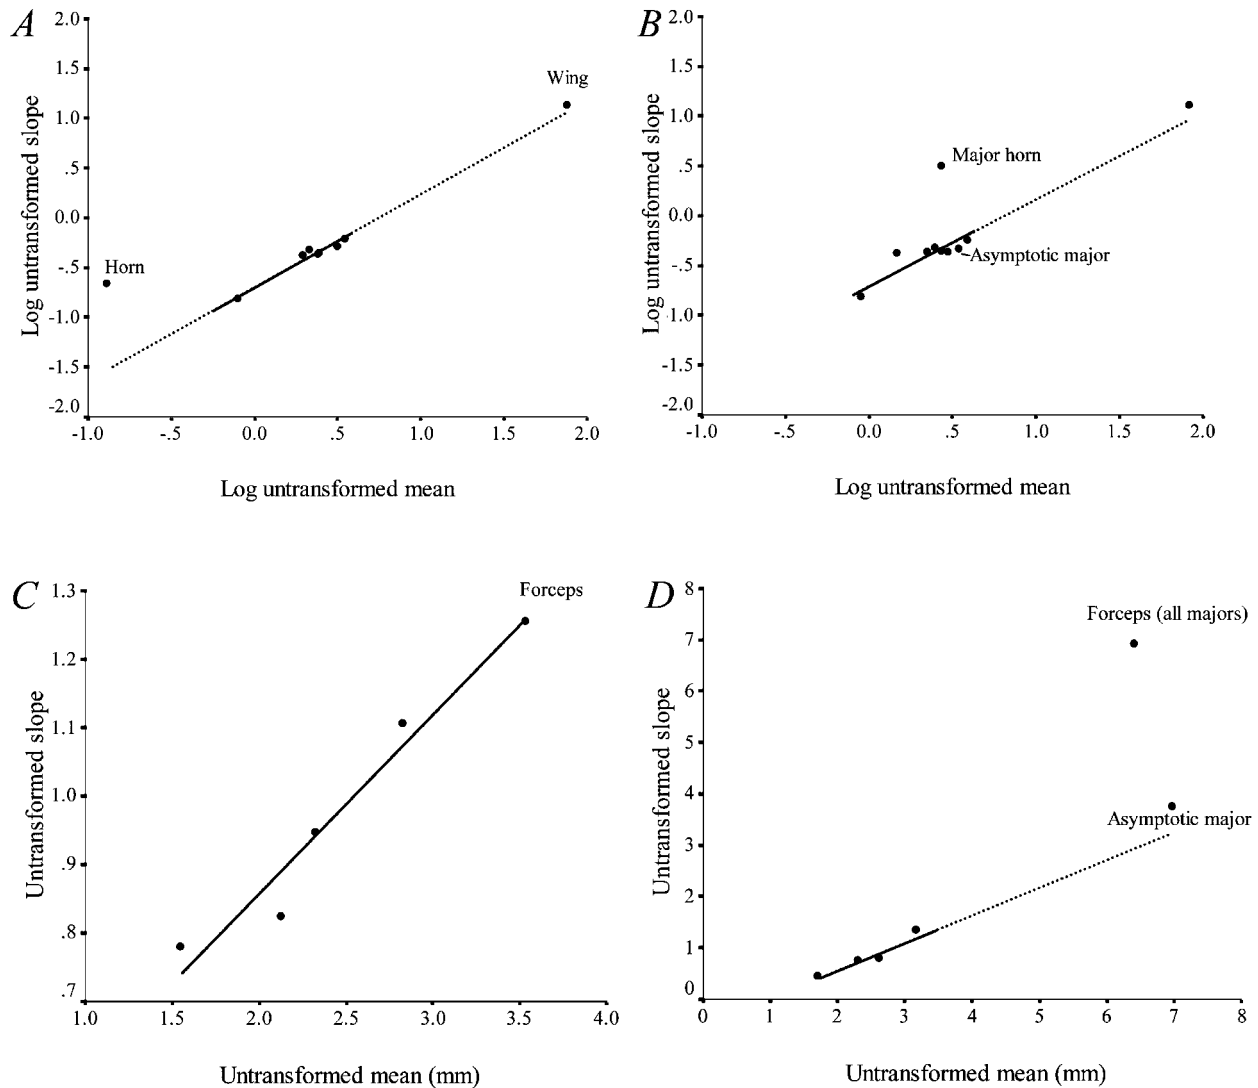 A
Log untransformed slope
2.0
1.5
1.0
.5
0.0
-.5
-1.0
-1.5
-2.0
Wing
Horn
-1.0 -.5 0.0 .5 1.0 1.5 2.0
Log untransformed mean
B
Log untransformed slope
2.0
1.5
1.0
.5
0.0
-.5
-1.0
-1.5
-2.0
Major horn
Asymptotic major
-1.0 -.5 0.0 .5 1.0 1.5 2.0
Log untransformed mean
C
Untransformed slope
1.3
1.2
1.1
1.0
.9
.8
.7
Forceps
1.0 1.5 2.0 2.5 3.0 3.5 4.0
Untransformed mean (mm)
D
Untransformed slope
8
7
6
5
4
3
2
1
0
Forceps (all majors)
Asymptotic major
0 1 2 3 4 5 6 7 8
Untransformed mean (mm)